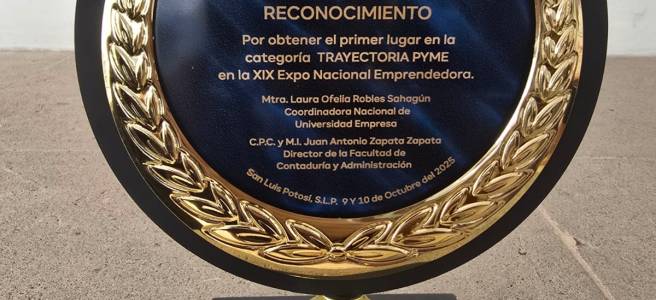 RECONOCIMIENTO
Por obtener el primer lugar en la
categoría TRAYECTORIA PYME
en la XIX Expo Nacional Emprendedora.
Mtra. Laura Ofelia Robles Sahagún
Coordinadora Nacional de
Universidad Empresa
C.P.C. y M.I. Juan Antonio Zapata Zapata
Director de la Facultad de
Contaduría y Administración
San Luis Potosí, S.L.P. 9 Y 10 de Octubre del 2025